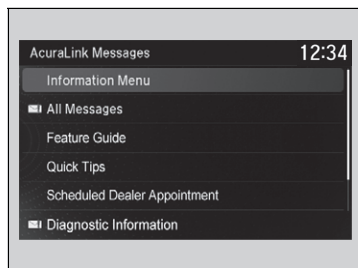 AcuraLink Messages 12:34
Information Menu
All Messages
Feature Guide
Quick Tips
Scheduled Dealer Appointment
Diagnostic Information